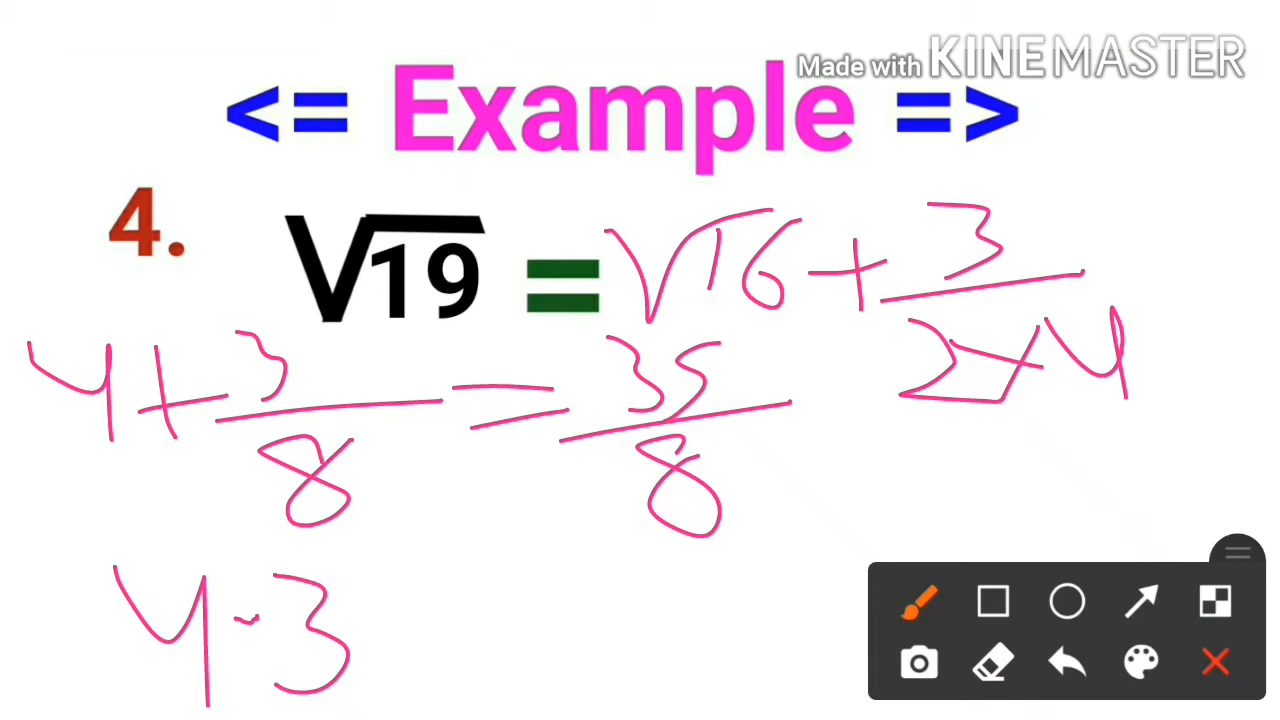 Made with KINEMASTER
<= Example =>
4. √19 = √16 + 3/2×4
4 + 3/8 = 35/8
4.3